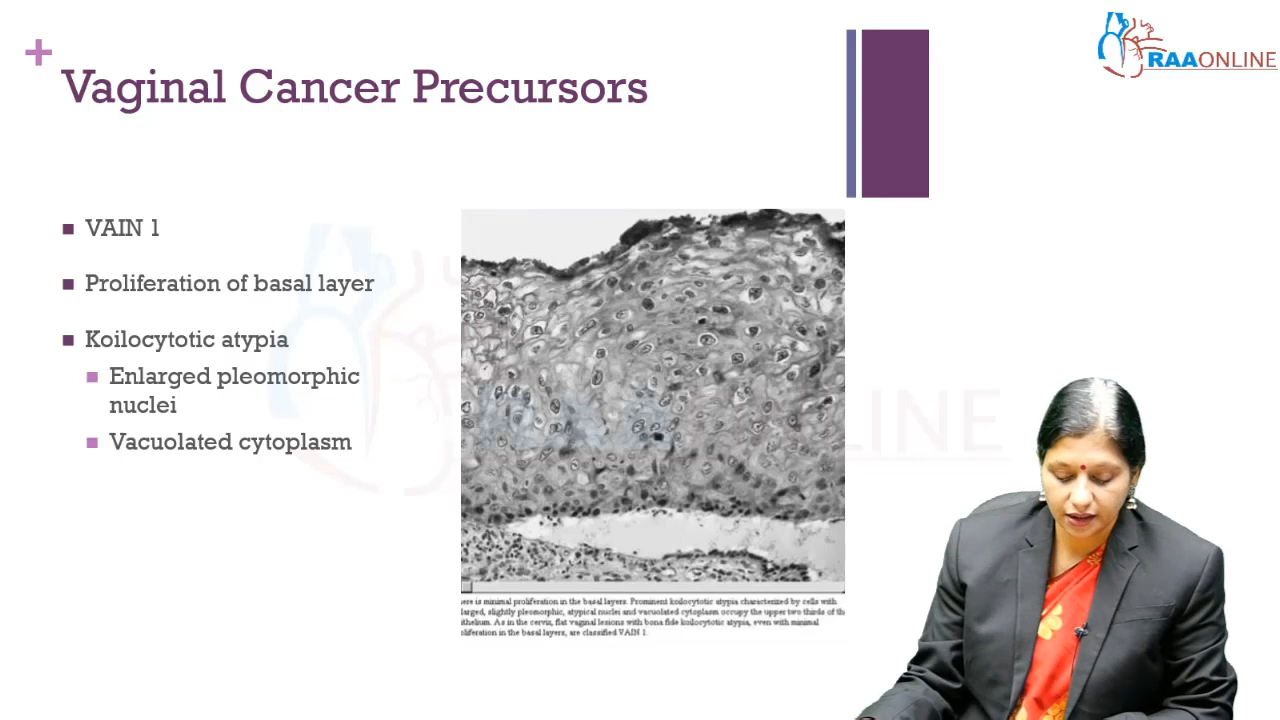 +
Vaginal Cancer Precursors
RAAONLINE
VAIN 1
Proliferation of basal layer
Koilocytotic atypia
Enlarged pleomorphic
nuclei
Vacuolated cytoplasm
ere is minimal proliferation in the basal layers. Prominent koilocytotic atypia characterized by cells with
larged, slightly pleomorphic, atypical nuclei and vacuolated cytoplasm occupy the upper two thirds of th
ithelium. As in the cervix, flat vaginal lesions with bona fide koilocytotic atypia, even with minimal
oliferation in the basal layers, are classified VAIN 1.